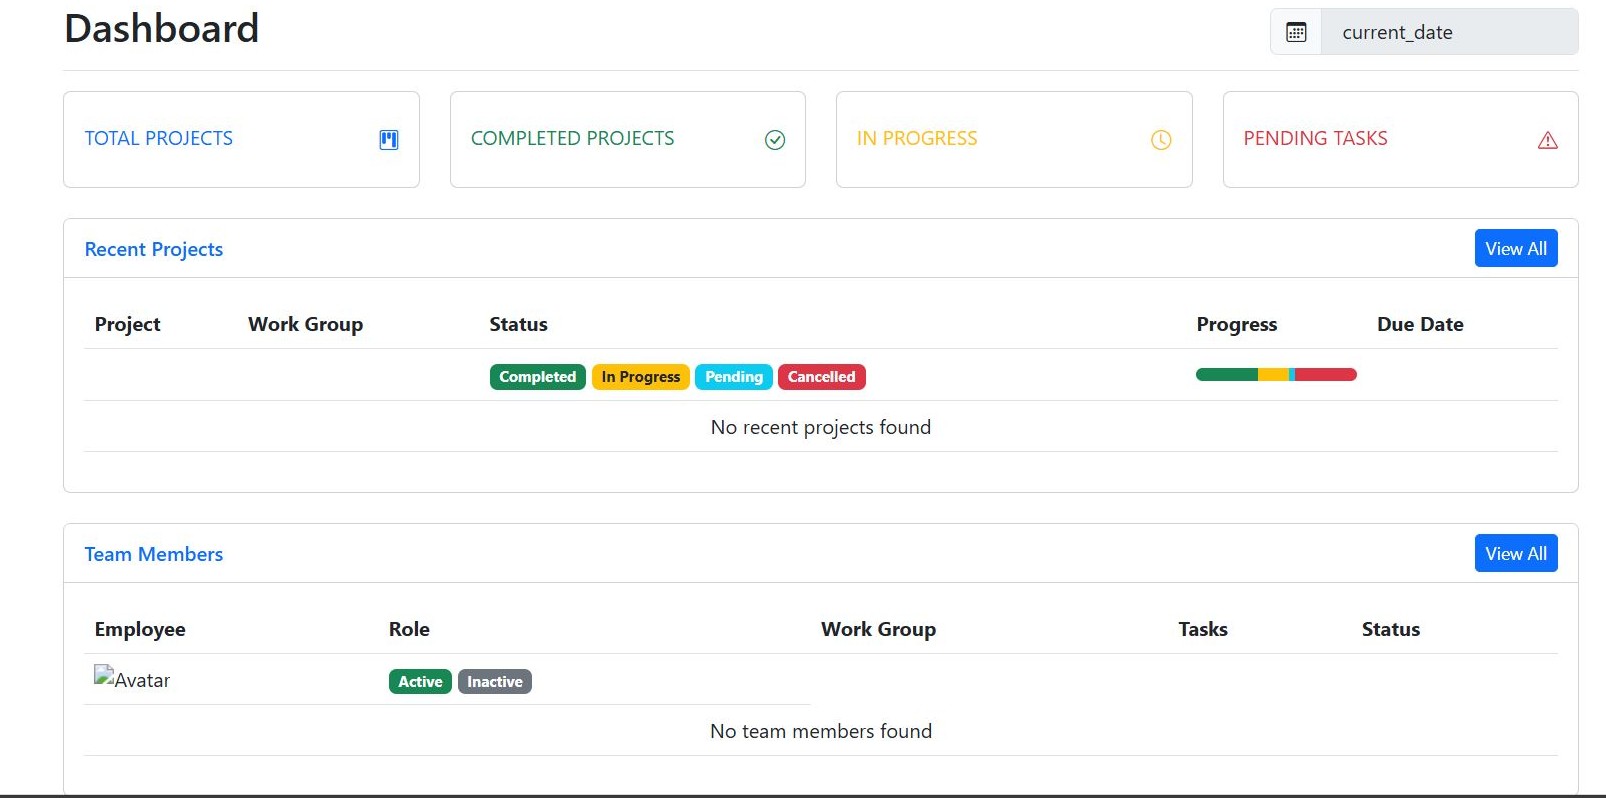 Dashboard
current_date
TOTAL PROJECTS
COMPLETED PROJECTS
IN PROGRESS
PENDING TASKS
Recent Projects
View All
Project Work Group Status Progress Due Date
Completed In Progress Pending Cancelled
No recent projects found
Team Members
View All
Employee Role Work Group Tasks Status
Avatar Active Inactive
No team members found